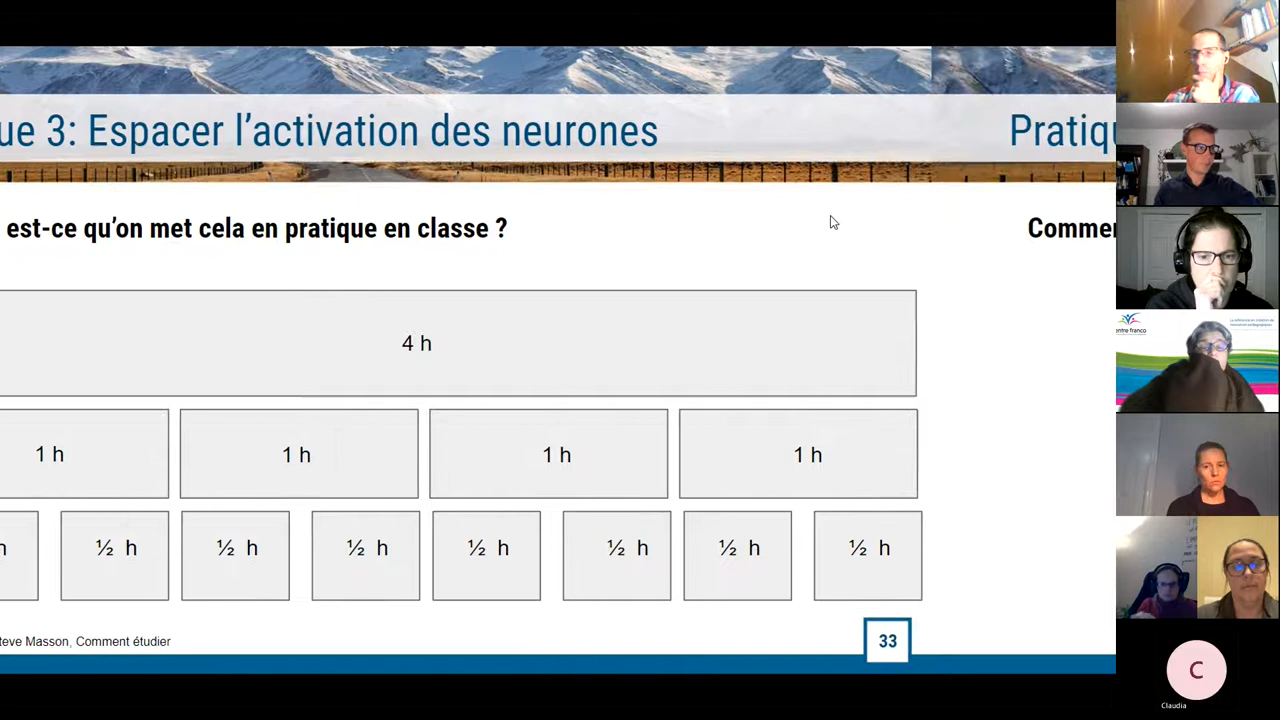 ue 3: Espacer l’activation des neurones
Pratiqu
est-ce qu’on met cela en pratique en classe ?
Commen
4 h
1 h
1 h
1 h
1 h
h
½ h
½ h
½ h
½ h
½ h
½ h
½ h
teve Masson, Comment étudier
33
entre franco
C
Claudia